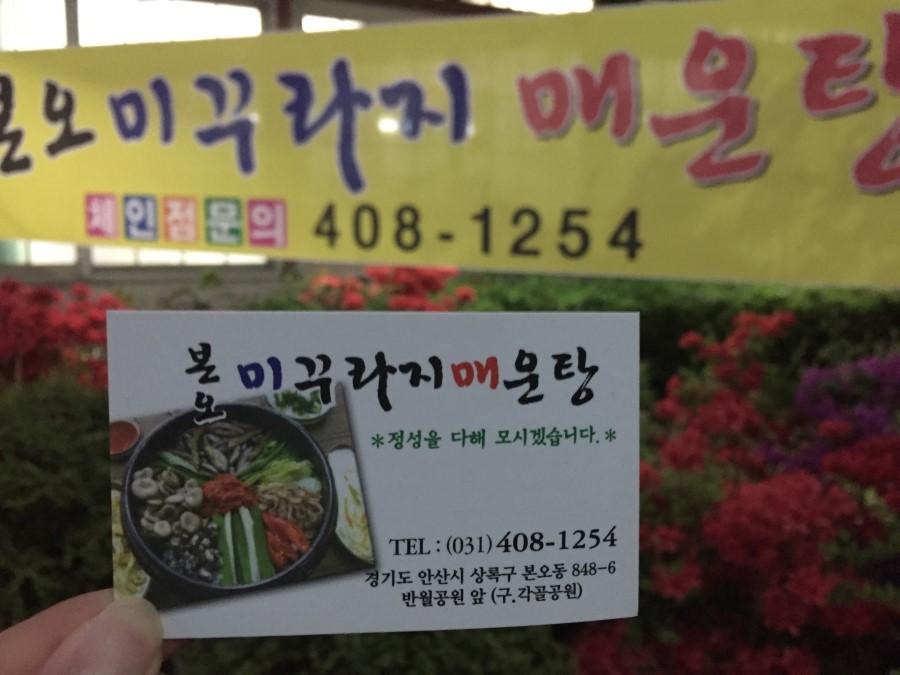 본오 미꾸라지 매운탕
체인점문의 408-1254
본오 미꾸라지매운탕
*정성을 다해 모시겠습니다.*
TEL : (031) 408-1254
경기도 안산시 상록구 본오동 848-6
반월공원 앞 (구.각골공원)